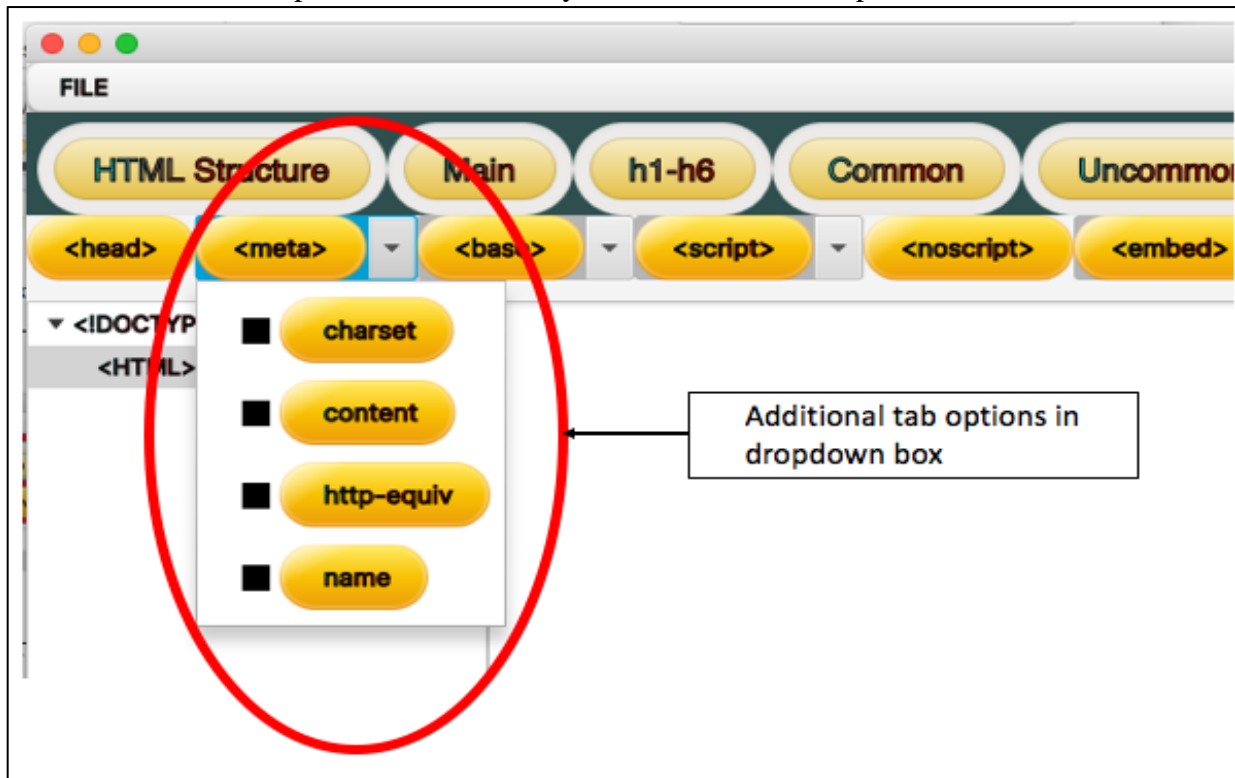 FILE
HTML Structure Main h1-h6 Common
<head> <meta> <base> <script> <noscript> <embed>
charset
<HTML>
content
Additional tab options in
dropdown box
http-equiv
name